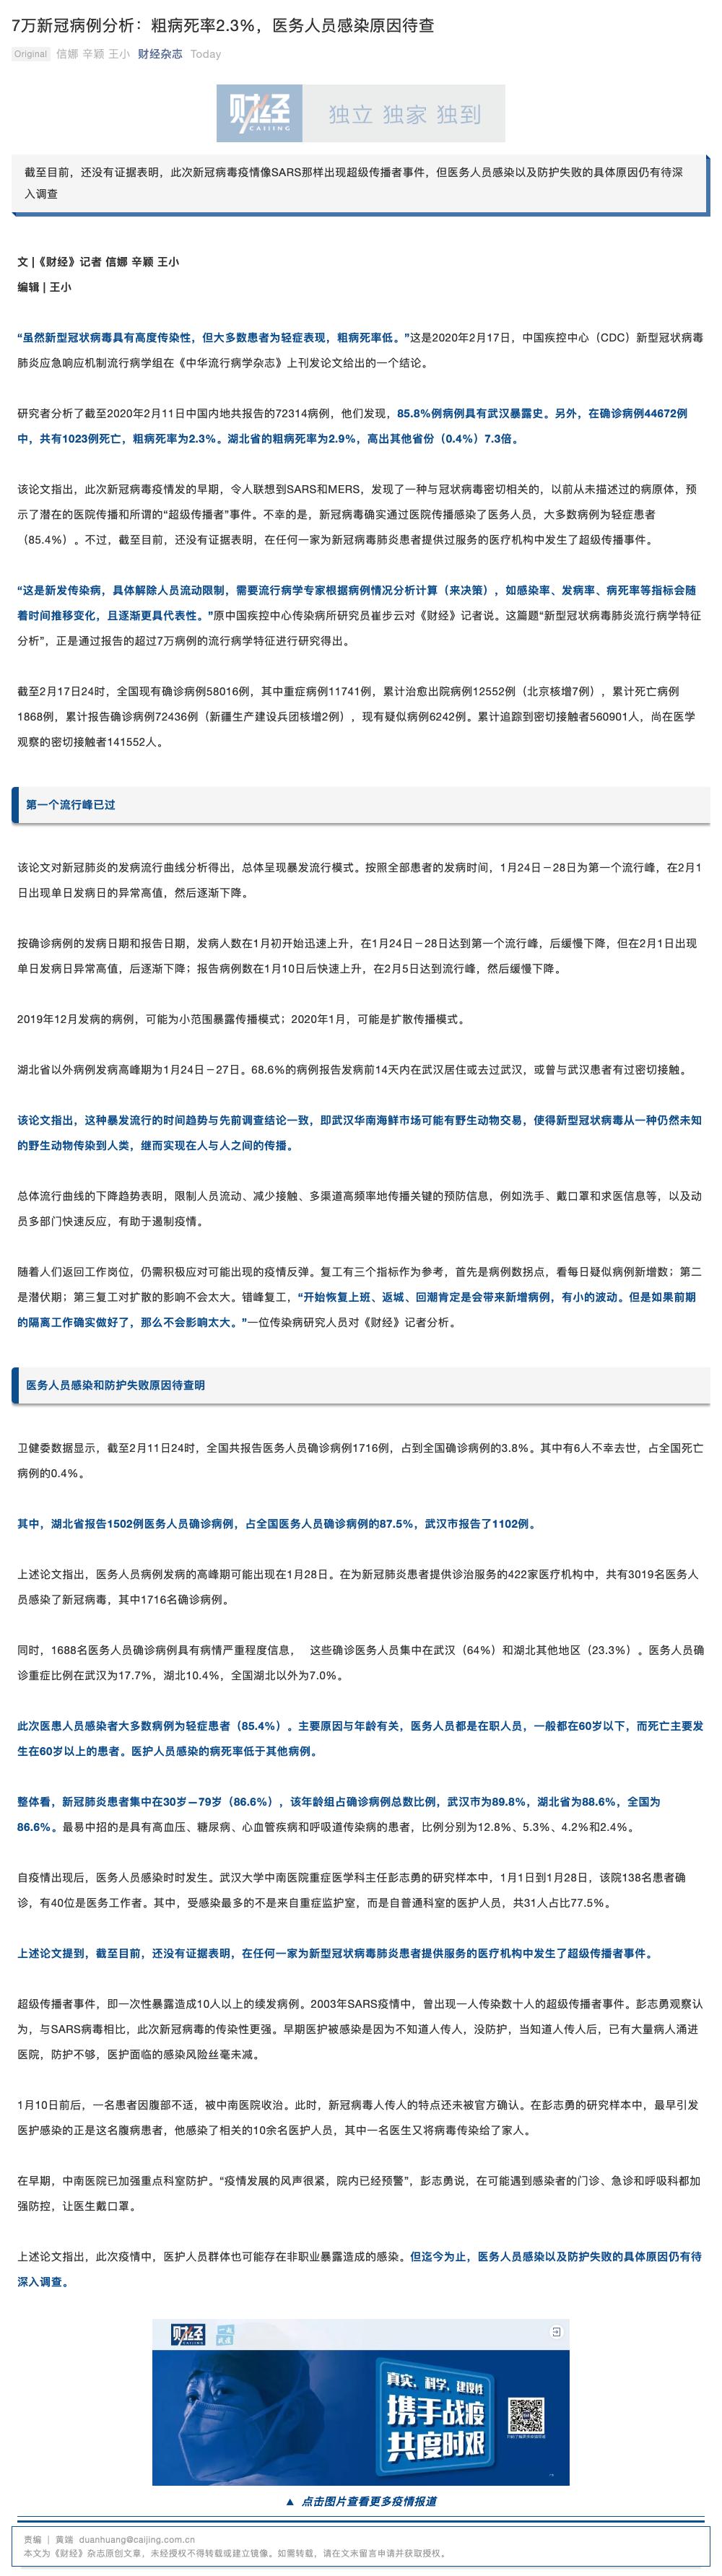 7万新冠病例分析：粗病死率2.3%，医务人员感染原因待查
Original 信娜 辛颖 王小 财经杂志 Today
财经 独立 独家 独到
CAIJING
截至目前，还没有证据表明，此次新冠病毒疫情像SARS那样出现超级传播者事件，但医务人员感染以及防护失败的具体原因仍有待深
入调查
文 |《财经》记者 信娜 辛颖 王小
编辑 | 王小
“虽然新型冠状病毒具有高度传染性，但大多数患者为轻症表现，粗病死率低。”这是2020年2月17日，中国疾控中心（CDC）新型冠状病毒
肺炎应急响应机制流行病学组在《中华流行病学杂志》上刊发论文给出的一个结论。
研究者分析了截至2020年2月11日中国内地共报告的72314病例，他们发现，85.8%例病例具有武汉暴露史。另外，在确诊病例44672例
中，共有1023例死亡，粗病死率为2.3%。湖北省的粗病死率为2.9%，高出其他省份（0.4%）7.3倍。
该论文指出，此次新冠病毒疫情发的早期，令人联想到SARS和MERS，发现了一种与冠状病毒密切相关的，以前从未描述过的病原体，预
示了潜在的医院传播和所谓的“超级传播者”事件。不幸的是，新冠病毒确实通过医院传播感染了医务人员，大多数病例为轻症患者
（85.4%）。不过，截至目前，还没有证据表明，在任何一家为新冠病毒肺炎患者提供过服务的医疗机构中发生了超级传播事件。
“这是新发传染病，具体解除人员流动限制，需要流行病学专家根据病例情况分析计算（来决策），如感染率、发病率、病死率等指标会随
着时间推移变化，且逐渐更具代表性。”原中国疾控中心传染病所研究员崔步云对《财经》记者说。这篇题“新型冠状病毒肺炎流行病学特征
分析”，正是通过报告的超过7万病例的流行病学特征进行研究得出。
截至2月17日24时，全国现有确诊病例58016例，其中重症病例11741例，累计治愈出院病例12552例（北京核增7例），累计死亡病例
1868例，累计报告确诊病例72436例（新疆生产建设兵团核增2例），现有疑似病例6242例。累计追踪到密切接触者560901人，尚在医学
观察的密切接触者141552人。
第一个流行峰已过
该论文对新冠肺炎的发病流行曲线分析得出，总体呈现暴发流行模式。按照全部患者的发病时间，1月24日－28日为第一个流行峰，在2月1
日出现单日发病日的异常高值，然后逐渐下降。
按确诊病例的发病日期和报告日期，发病人数在1月初开始迅速上升，在1月24日－28日达到第一个流行峰，后缓慢下降，但在2月1日出现
单日发病日异常高值，后逐渐下降；报告病例数在1月10日后快速上升，在2月5日达到流行峰，然后缓慢下降。
2019年12月发病的病例，可能为小范围暴露传播模式；2020年1月，可能是扩散传播模式。
湖北省以外病例发病高峰期为1月24日－27日。68.6%的病例报告发病前14天内在武汉居住或去过武汉，或曾与武汉患者有过密切接触。
该论文指出，这种暴发流行的时间趋势与先前调查结论一致，即武汉华南海鲜市场可能有野生动物交易，使得新型冠状病毒从一种仍然未知
的野生动物传染到人类，继而实现在人与人之间的传播。
总体流行曲线的下降趋势表明，限制人员流动、减少接触、多渠道高频率地传播关键的预防信息，例如洗手、戴口罩和求医信息等，以及动
员多部门快速反应，有助于遏制疫情。
随着人们返回工作岗位，仍需积极应对可能出现的疫情反弹。复工有三个指标作为参考，首先是病例数拐点，看每日疑似病例新增数；第二
是潜伏期；第三复工对扩散的影响不会太大。错峰复工，“开始恢复上班、返城、回潮肯定是会带来新增病例，有小的波动。但是如果前期
的隔离工作确实做好了，那么不会影响太大。”一位传染病研究人员对《财经》记者分析。
医务人员感染和防护失败原因待查明
卫健委数据显示，截至2月11日24时，全国共报告医务人员确诊病例1716例，占到全国确诊病例的3.8%。其中有6人不幸去世，占全国死亡
病例的0.4%。
其中，湖北省报告1502例医务人员确诊病例，占全国医务人员确诊病例的87.5%，武汉市报告了1102例。
上述论文指出，医务人员病例发病的高峰期可能出现在1月28日。在为新冠肺炎患者提供诊治服务的422家医疗机构中，共有3019名医务人
员感染了新冠病毒，其中1716名确诊病例。
同时，1688名医务人员确诊病例具有病情严重程度信息， 这些确诊医务人员集中在武汉（64%）和湖北其他地区（23.3%）。医务人员确
诊重症比例在武汉为17.7%，湖北10.4%，全国湖北以外为7.0%。
此次医患人员感染者大多数病例为轻症患者（85.4%）。主要原因与年龄有关，医务人员都是在职人员，一般都在60岁以下，而死亡主要发
生在60岁以上的患者。医护人员感染的病死率低于其他病例。
整体看，新冠肺炎患者集中在30岁—79岁（86.6%），该年龄组占确诊病例总数比例，武汉市为89.8%，湖北省为88.6%，全国为
86.6%。最易中招的是具有高血压、糖尿病、心血管疾病和呼吸道传染病的患者，比例分别为12.8%、5.3%、4.2%和2.4%。
自疫情出现后，医务人员感染时时发生。武汉大学中南医院重症医学科主任彭志勇的研究样本中，1月1日到1月28日，该院138名患者确
诊，有40位是医务工作者。其中，受感染最多的不是来自重症监护室，而是自普通科室的医护人员，共31人占比77.5%。
上述论文提到，截至目前，还没有证据表明，在任何一家为新型冠状病毒肺炎患者提供服务的医疗机构中发生了超级传播者事件。
超级传播者事件，即一次性暴露造成10人以上的续发病例。2003年SARS疫情中，曾出现一人传染数十人的超级传播者事件。彭志勇观察认
为，与SARS病毒相比，此次新冠病毒的传染性更强。早期医护被感染是因为不知道人传人，没防护，当知道人传人后，已有大量病人涌进
医院，防护不够，医护面临的感染风险丝毫未减。
1月10日前后，一名患者因腹部不适，被中南医院收治。此时，新冠病毒人传人的特点还未被官方确认。在彭志勇的研究样本中，最早引发
医护感染的正是这名腹病患者，他感染了相关的10余名医护人员，其中一名医生又将病毒传染给了家人。
在早期，中南医院已加强重点科室防护。“疫情发展的风声很紧，院内已经预警”，彭志勇说，在可能遇到感染者的门诊、急诊和呼吸科都加
强防控，让医生戴口罩。
上述论文指出，此次疫情中，医护人员群体也可能存在非职业暴露造成的感染。但迄今为止，医务人员感染以及防护失败的具体原因仍有待
深入调查。
财经
CAIJING
真实、科学、建设性
携手战疫
共度时艰
▲ 点击图片查看更多疫情报道
责编 | 黄端 duanhuang@caijing.com.cn
本文为《财经》杂志原创文章，未经授权不得转载或建立镜像。如需转载，请在文末留言申请并获取授权。